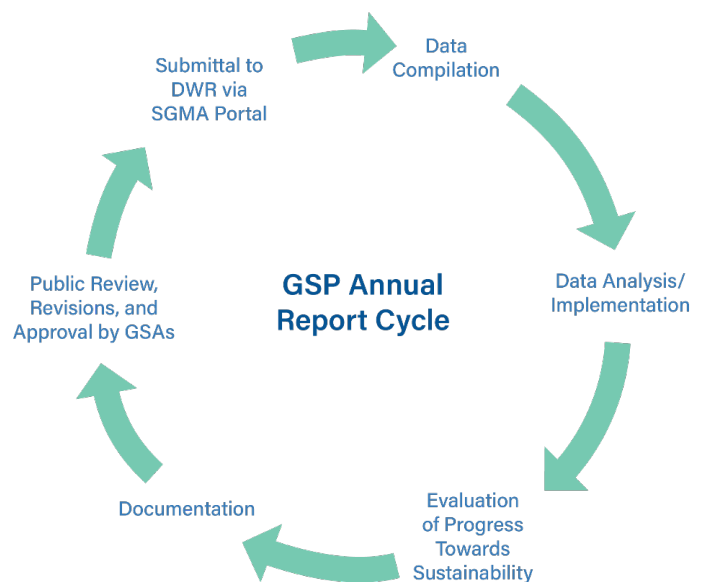 GSP Annual
Report Cycle
Data
Compilation
Data Analysis/
Implementation
Evaluation
of Progress
Towards
Sustainability
Documentation
Public Review,
Revisions, and
Approval by GSAs
Submittal to
DWR via
SGMA Portal